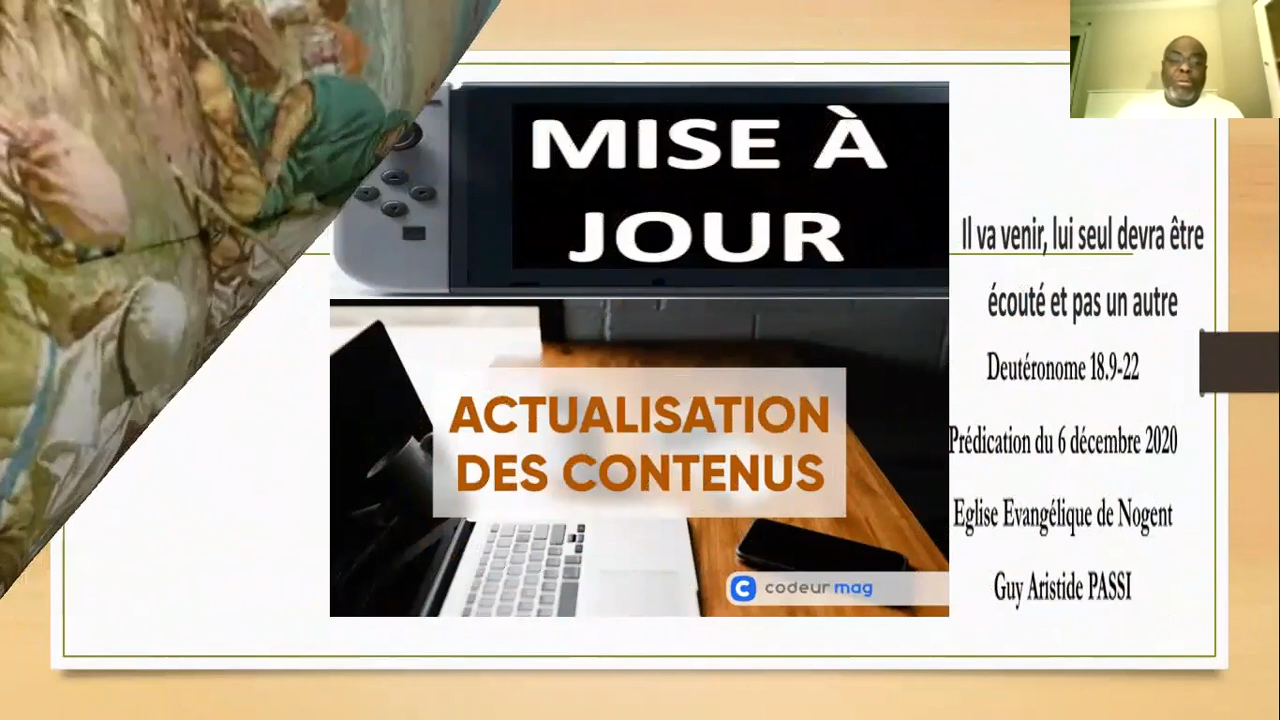 MISE À
JOUR
ACTUALISATION
DES CONTENUS
codeur mag
Il va venir, lui seul devra être
écouté et pas un autre
Deutéronome 18.9-22
Prédication du 6 décembre 2020
Eglise Evangélique de Nogent
Guy Aristide PASSI